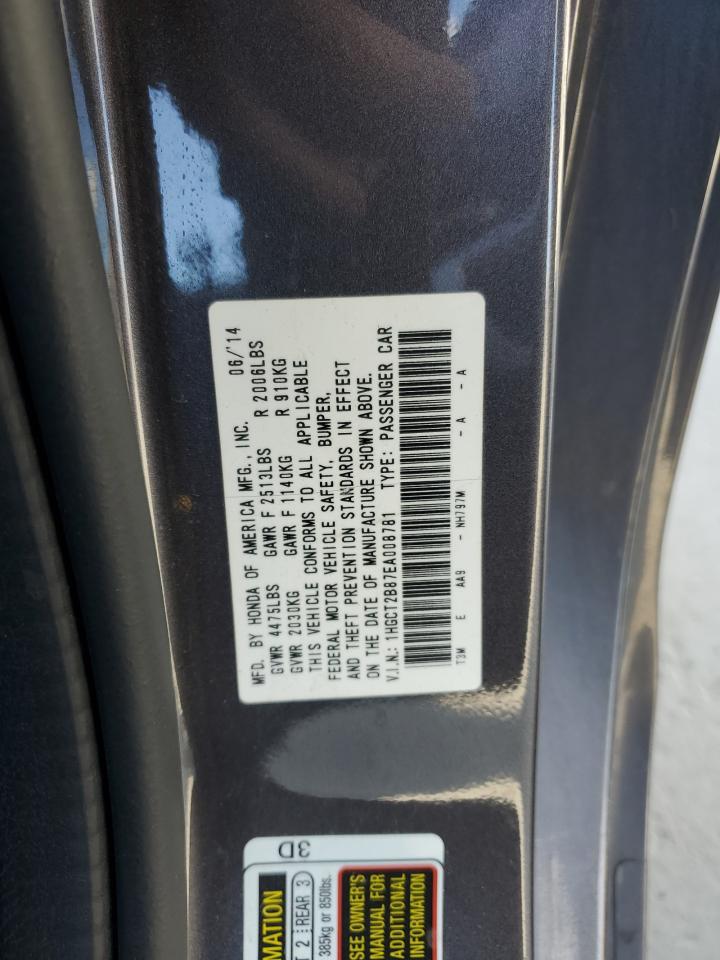 MFD. BY HONDA OF AMERICA MFG., INC. 06/'14
GVWR 4475LBS GAWR F 2513LBS R 2006LBS
GVWR 2030KG GAWR F 1140KG R 910KG
THIS VEHICLE CONFORMS TO ALL APPLICABLE
FEDERAL MOTOR VEHICLE SAFETY, BUMPER,
AND THEFT PREVENTION STANDARDS IN EFFECT
ON THE DATE OF MANUFACTURE SHOWN ABOVE.
V.I.N.: 1HGCT2B87EA008781 TYPE: PASSENGER CAR
T3M E AA9 - NH797M - A - A
3D
REAR 3
385kg or 850lbs.
SEE OWNER'S
MANUAL FOR
ADDITIONAL
INFORMATION